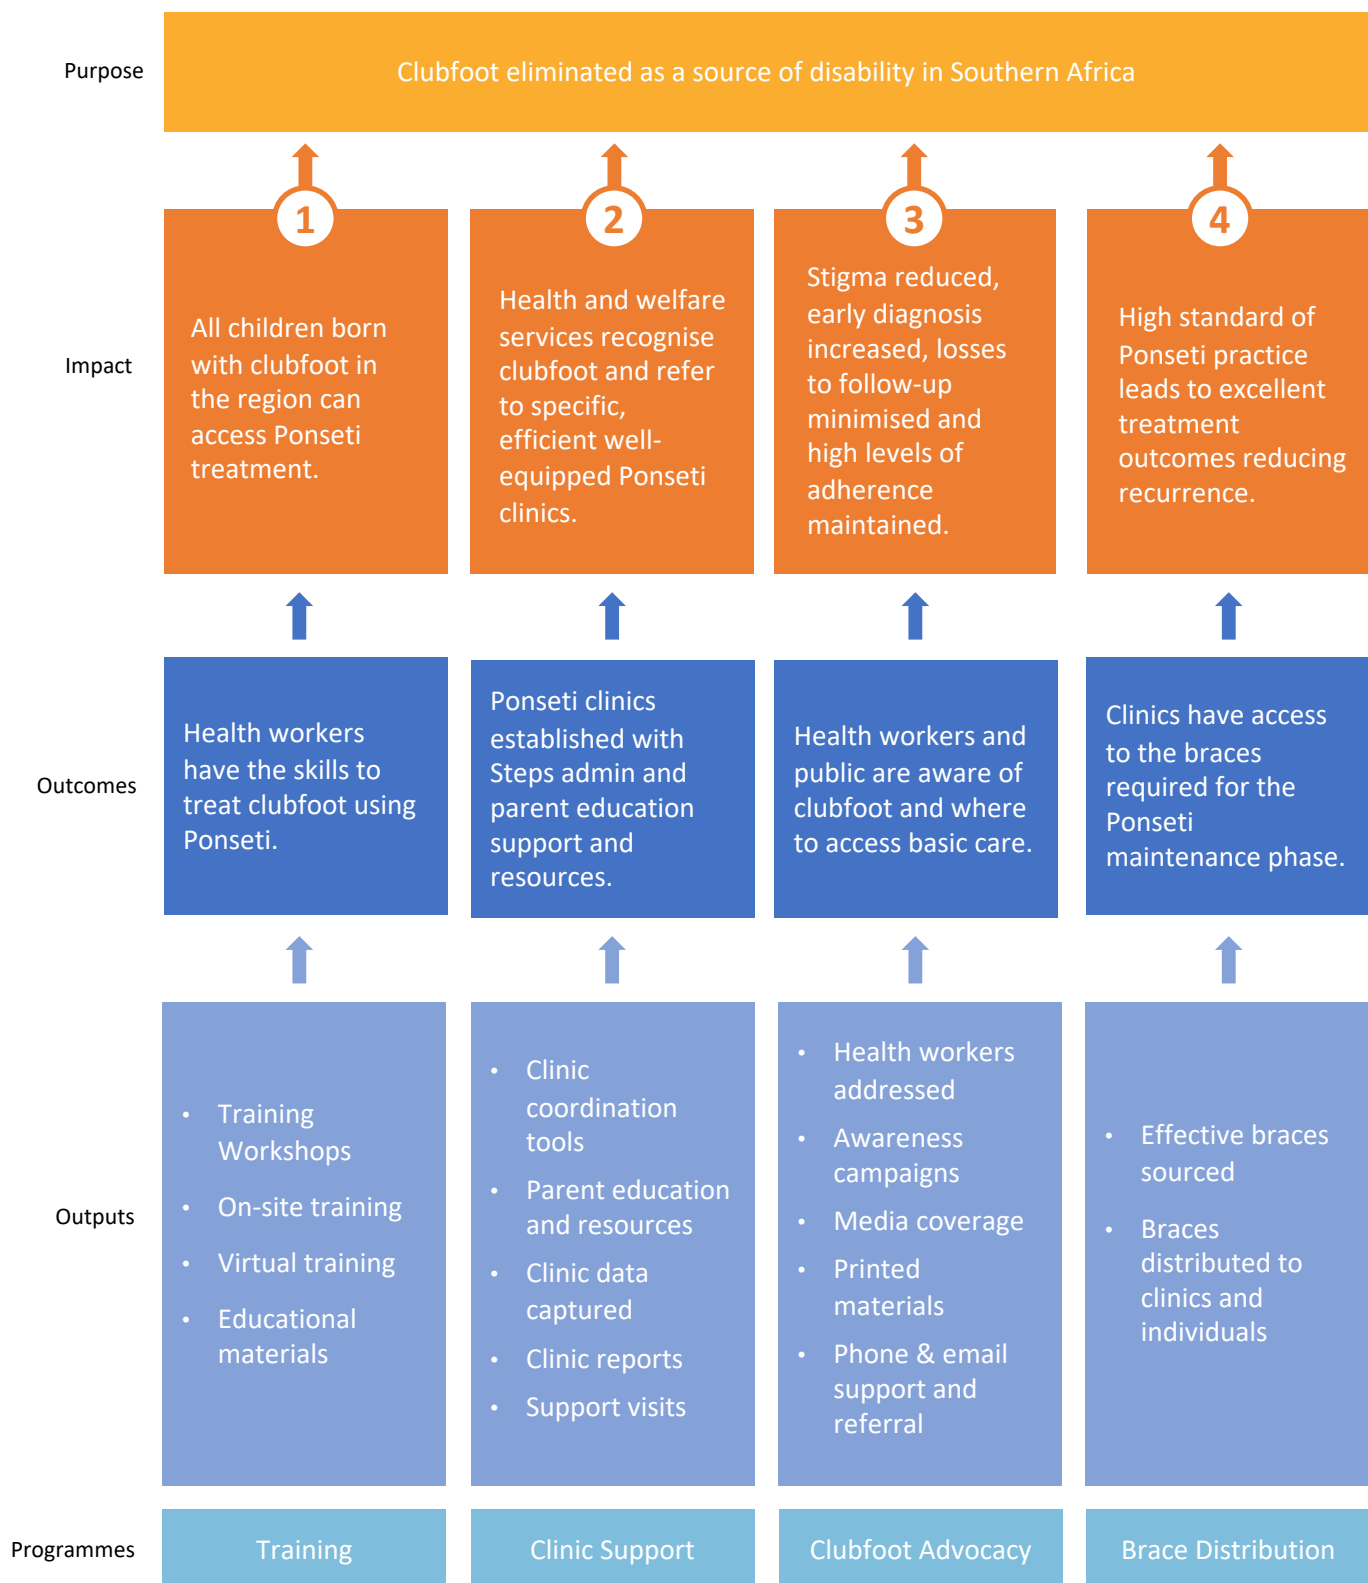 Purpose
Clubfoot eliminated as a source of disability in Southern Africa
Impact
1
All children born
with clubfoot in
the region can
access Ponseti
treatment.
2
Health and welfare
services recognise
clubfoot and refer
to specific,
efficient well-
equipped Ponseti
clinics.
3
Stigma reduced,
early diagnosis
increased, losses
to follow-up
minimised and
high levels of
adherence
maintained.
4
High standard of
Ponseti practice
leads to excellent
treatment
outcomes reducing
recurrence.
Outcomes
Health workers
have the skills to
treat clubfoot using
Ponseti.
Ponseti clinics
established with
Steps admin and
parent education
support and
resources.
Health workers and
public are aware of
clubfoot and where
to access basic care.
Clinics have access
to the braces
required for the
Ponseti
maintenance phase.
Outputs
• Training
Workshops
• On-site training
• Virtual training
• Educational
materials
• Clinic
coordination
tools
• Parent education
and resources
• Clinic data
captured
• Clinic reports
• Support visits
• Health workers
addressed
• Awareness
campaigns
• Media coverage
• Printed
materials
• Phone & email
support and
referral
• Effective braces
sourced
• Braces
distributed to
clinics and
individuals
Programmes
Training
Clinic Support
Clubfoot Advocacy
Brace Distribution